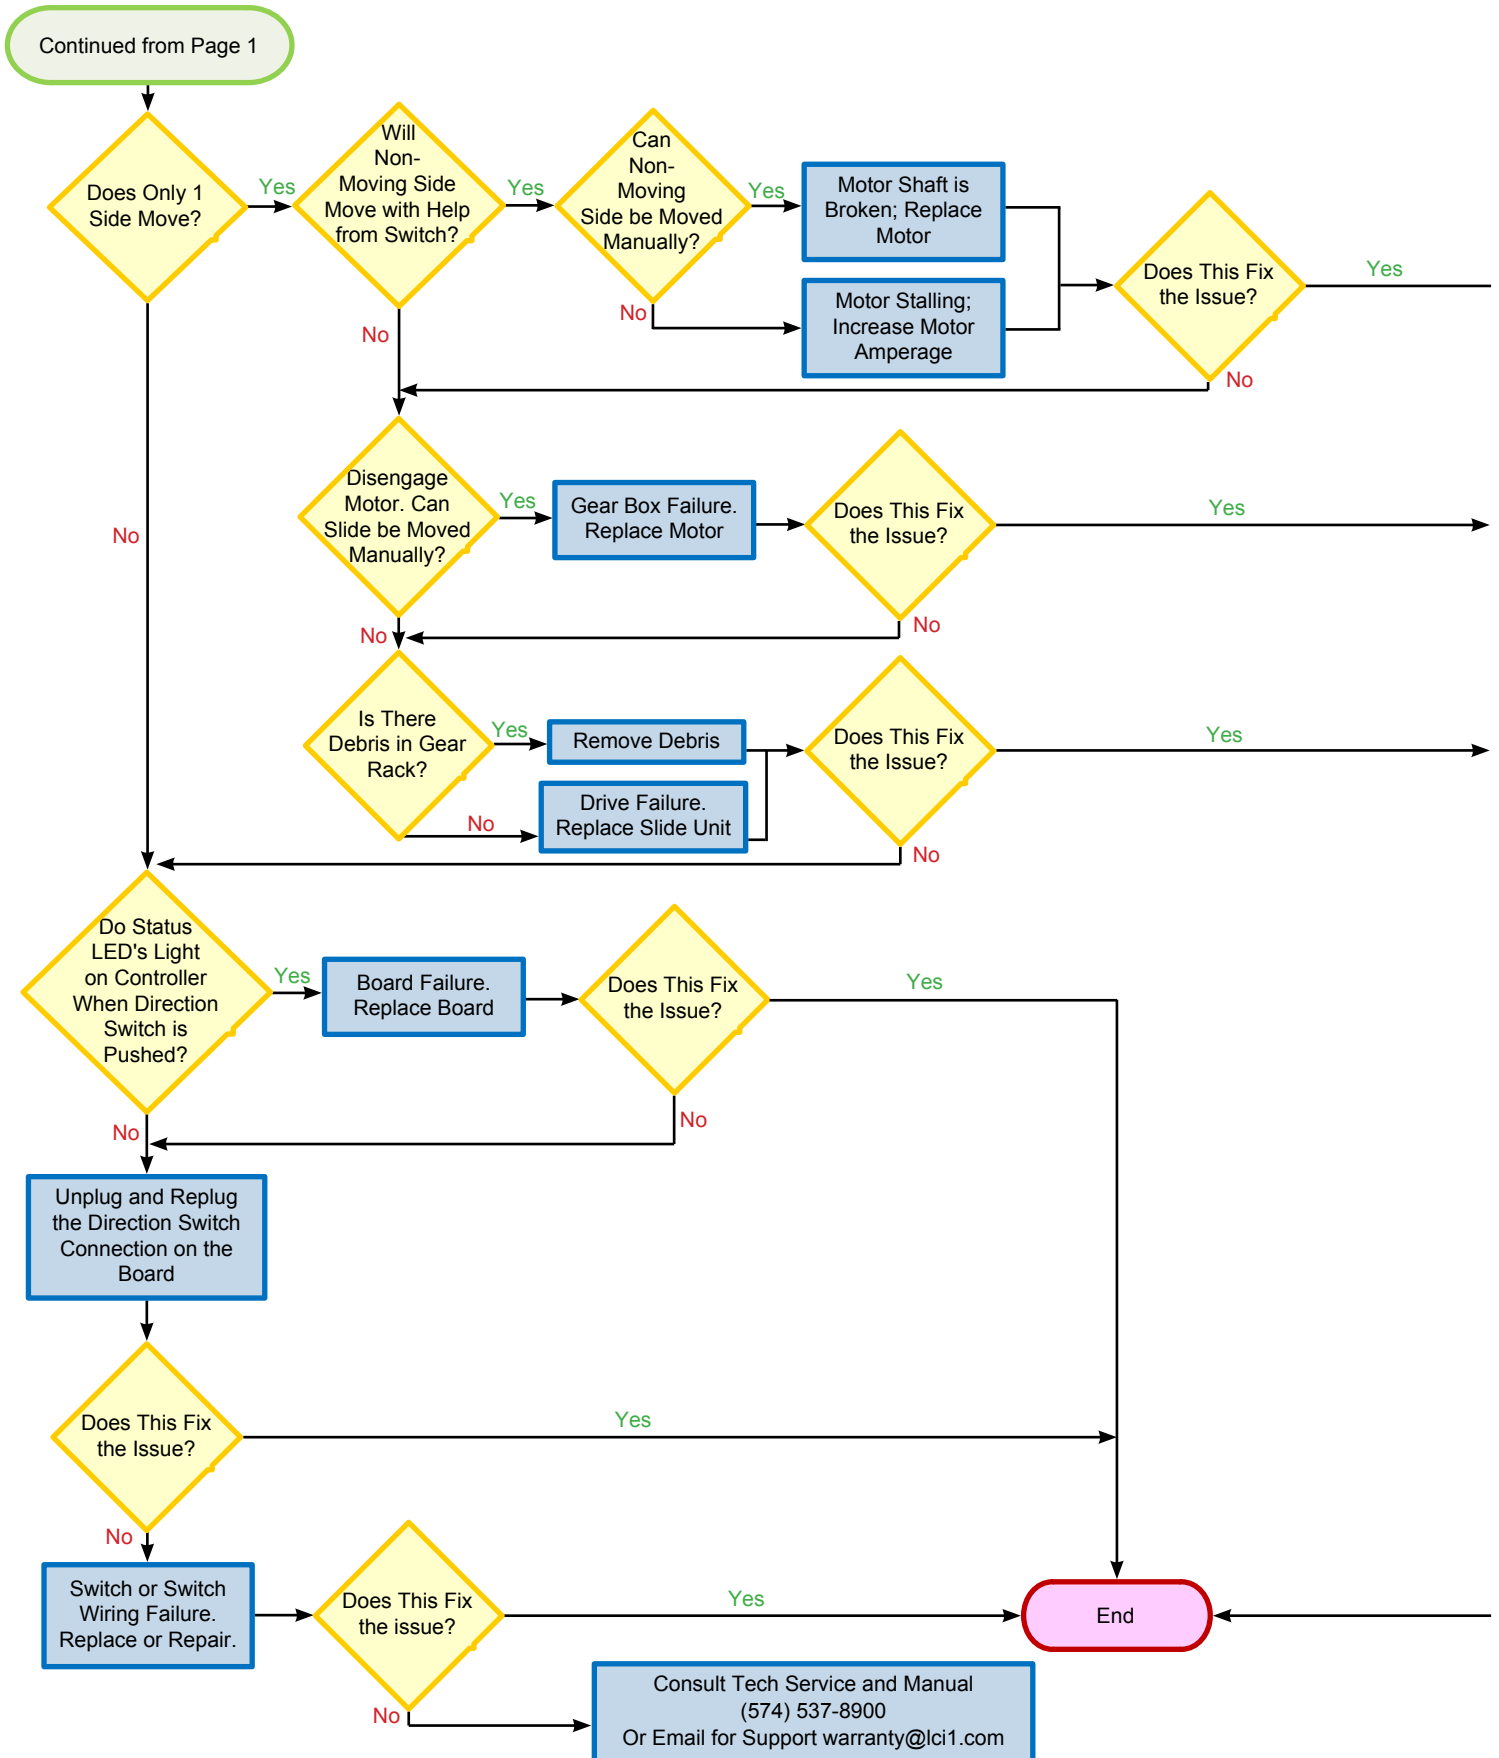 Continued from Page 1
Does Only 1
Side Move?
Yes
Will
Non-
Moving Side
Move with Help
from Switch?
Yes
Can
Non-
Moving
Side be Moved
Manually?
Yes
Motor Shaft is
Broken; Replace
Motor
No
Motor Stalling;
Increase Motor
Amperage
Does This Fix
the Issue?
Yes
No
No
No
Disengage
Motor. Can
Slide be Moved
Manually?
Yes
Gear Box Failure.
Replace Motor
Does This Fix
the Issue?
Yes
No
No
Is There
Debris in Gear
Rack?
Yes
Remove Debris
No
Drive Failure.
Replace Slide Unit
Does This Fix
the Issue?
Yes
No
Do Status
LED's Light
on Controller
When Direction
Switch is
Pushed?
Yes
Board Failure.
Replace Board
Does This Fix
the Issue?
Yes
No
No
Unplug and Replug
the Direction Switch
Connection on the
Board
Does This Fix
the Issue?
Yes
No
Switch or Switch
Wiring Failure.
Replace or Repair.
Does This Fix
the issue?
Yes
End
No
Consult Tech Service and Manual
(574) 537-8900
Or Email for Support warranty@lci1.com